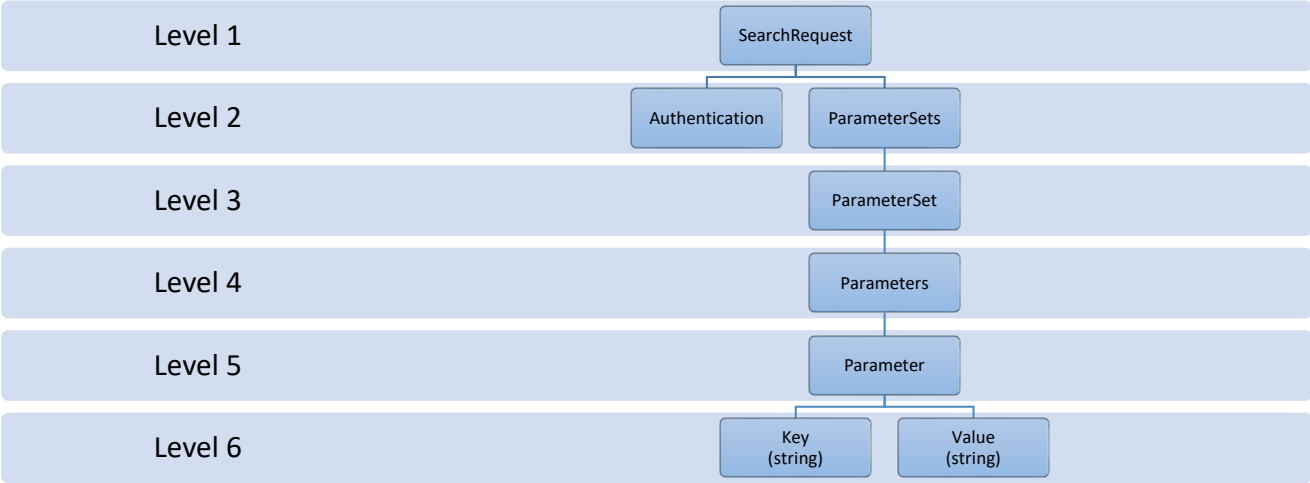 Level 1
SearchRequest
Level 2
Authentication
ParameterSets
Level 3
ParameterSet
Level 4
Parameters
Level 5
Parameter
Level 6
Key
(string)
Value
(string)